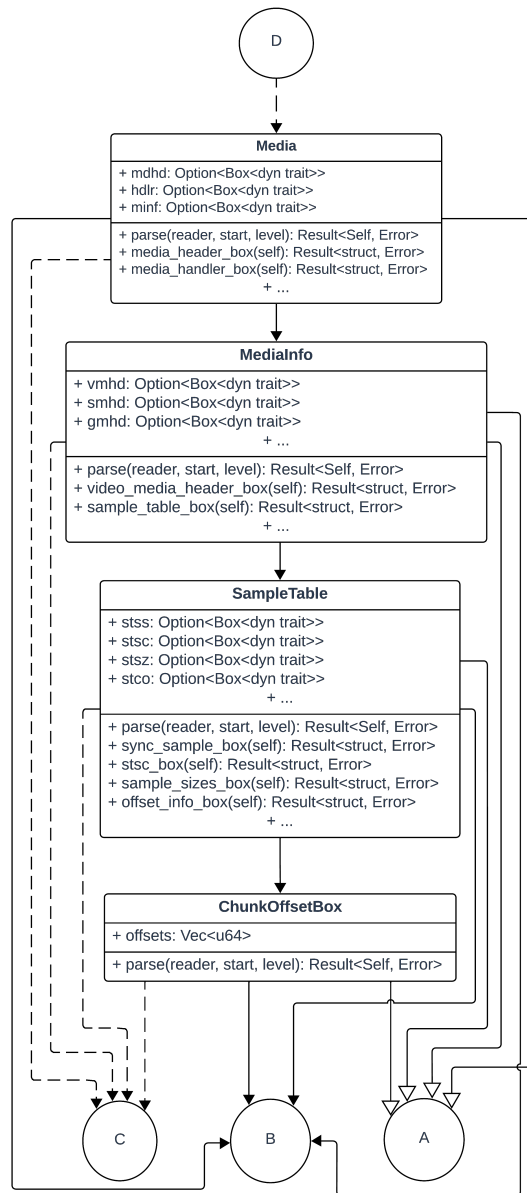 D
Media
+ mdhd: Option<Box<dyn trait>>
+ hdlr: Option<Box<dyn trait>>
+ minf: Option<Box<dyn trait>>
+ parse(reader, start, level): Result<Self, Error>
+ media_header_box(self): Result<struct, Error>
+ media_handler_box(self): Result<struct, Error>
+ ...
MediaInfo
+ vmhd: Option<Box<dyn trait>>
+ smhd: Option<Box<dyn trait>>
+ gmhd: Option<Box<dyn trait>>
+ ...
+ parse(reader, start, level): Result<Self, Error>
+ video_media_header_box(self): Result<struct, Error>
+ sample_table_box(self): Result<struct, Error>
+ ...
SampleTable
+ stss: Option<Box<dyn trait>>
+ stsc: Option<Box<dyn trait>>
+ stsz: Option<Box<dyn trait>>
+ stco: Option<Box<dyn trait>>
+ ...
+ parse(reader, start, level): Result<Self, Error>
+ sync_sample_box(self): Result<struct, Error>
+ stsc_box(self): Result<struct, Error>
+ sample_sizes_box(self): Result<struct, Error>
+ offset_info_box(self): Result<struct, Error>
+ ...
ChunkOffsetBox
+ offsets: Vec<u64>
+ parse(reader, start, level): Result<Self, Error>
C
B
A